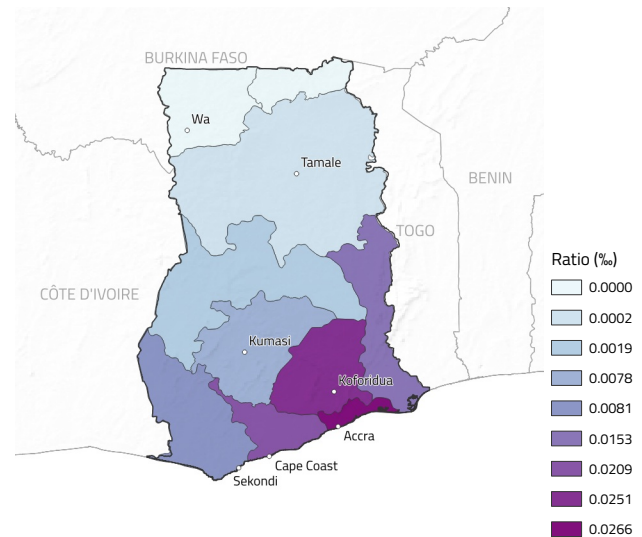 BURKINA FASO
Wa
Tamale
BENIN
TOGO
CÔTE D'IVOIRE
Kumasi
Koforidua
Accra
Cape Coast
Sekondi
Ratio (‰)
0.0000
0.0002
0.0019
0.0078
0.0081
0.0153
0.0209
0.0251
0.0266